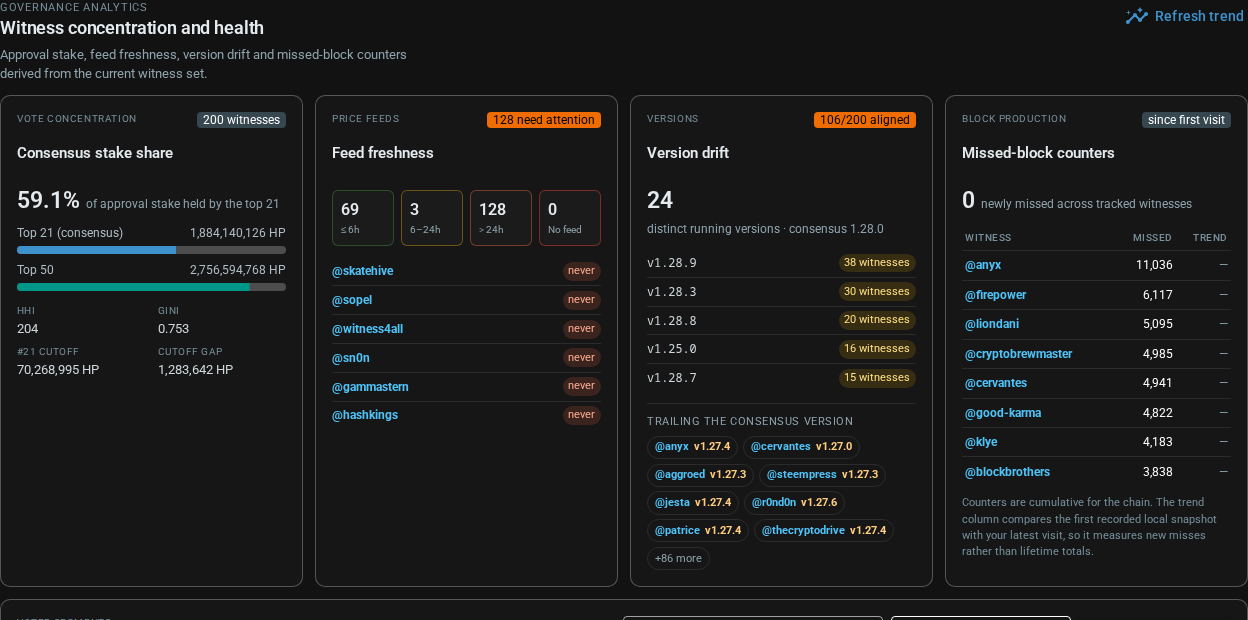 GOVERNANCE ANALYTICS
Witness concentration and health
Refresh trend
Approval stake, feed freshness, version drift and missed-block counters
derived from the current witness set.
VOTE CONCENTRATION
200 witnesses
Consensus stake share
59.1% of approval stake held by the top 21
Top 21 (consensus) 1,884,140,126 HP
Top 50 2,756,594,768 HP
HHI GINI
204 0.753
#21 CUTOFF CUTOFF GAP
70,268,995 HP 1,283,642 HP
PRICE FEEDS
128 need attention
Feed freshness
69 3 128 0
≤6h 6–24h >24h No feed
@skatehive never
@sopel never
@witness4all never
@sn0n never
@gammastern never
@hashkings never
VERSIONS
106/200 aligned
Version drift
24
distinct running versions · consensus 1.28.0
v1.28.9 38 witnesses
v1.28.3 30 witnesses
v1.28.8 20 witnesses
v1.25.0 16 witnesses
v1.28.7 15 witnesses
TRAILING THE CONSENSUS VERSION
@anyx v1.27.4 @cervantes v1.27.0
@aggroed v1.27.3 @steempress v1.27.3
@jesta v1.27.4 @r0nd0n v1.27.6
@patrice v1.27.4 @thecryptodrive v1.27.4
+86 more
BLOCK PRODUCTION
since first visit
Missed-block counters
0 newly missed across tracked witnesses
WITNESS MISSED TREND
@anyx 11,036 —
@firepower 6,117 —
@liondani 5,095 —
@cryptobrewmaster 4,985 —
@cervantes 4,941 —
@good-karma 4,822 —
@klye 4,183 —
@blockbrothers 3,838 —
Counters are cumulative for the chain. The trend
column compares the first recorded local snapshot
with your latest visit, so it measures new misses
rather than lifetime totals.